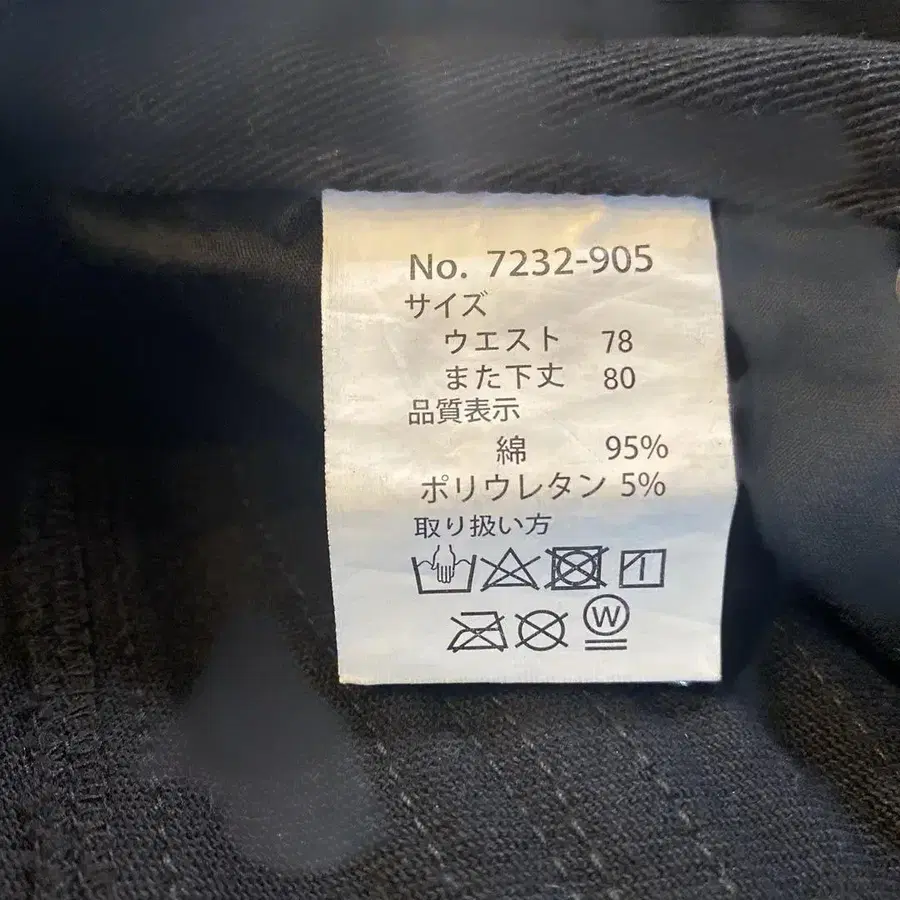 No. 7232-905
サイズ
ウエスト 78
また下丈 80
品質表示
綿 95%
ポリウレタン 5%
取り扱い方
W